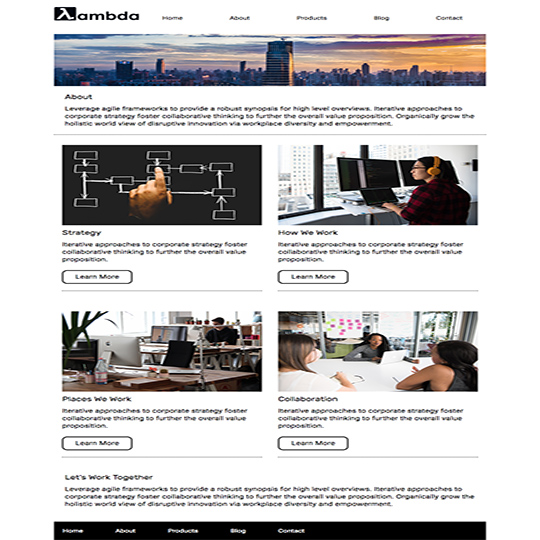 λambda
Home About Products Blog Contact
About
Leverage agile frameworks to provide a robust synopsis for high level overviews. Iterative approaches to
corporate strategy foster collaborative thinking to further the overall value proposition. Organically grow the
holistic world view of disruptive innovation via workplace diversity and empowerment.
Strategy
Iterative approaches to corporate strategy foster
collaborative thinking to further the overall value
proposition.
Learn More
How We Work
Iterative approaches to corporate strategy foster
collaborative thinking to further the overall value
proposition.
Learn More
Places We Work
Iterative approaches to corporate strategy foster
collaborative thinking to further the overall value
proposition.
Learn More
Collaboration
Iterative approaches to corporate strategy foster
collaborative thinking to further the overall value
proposition.
Learn More
Let's Work Together
Leverage agile frameworks to provide a robust synopsis for high level overviews. Iterative approaches to
corporate strategy foster collaborative thinking to further the overall value proposition. Organically grow the
holistic world view of disruptive innovation via workplace diversity and empowerment.
Home About Products Blog Contact